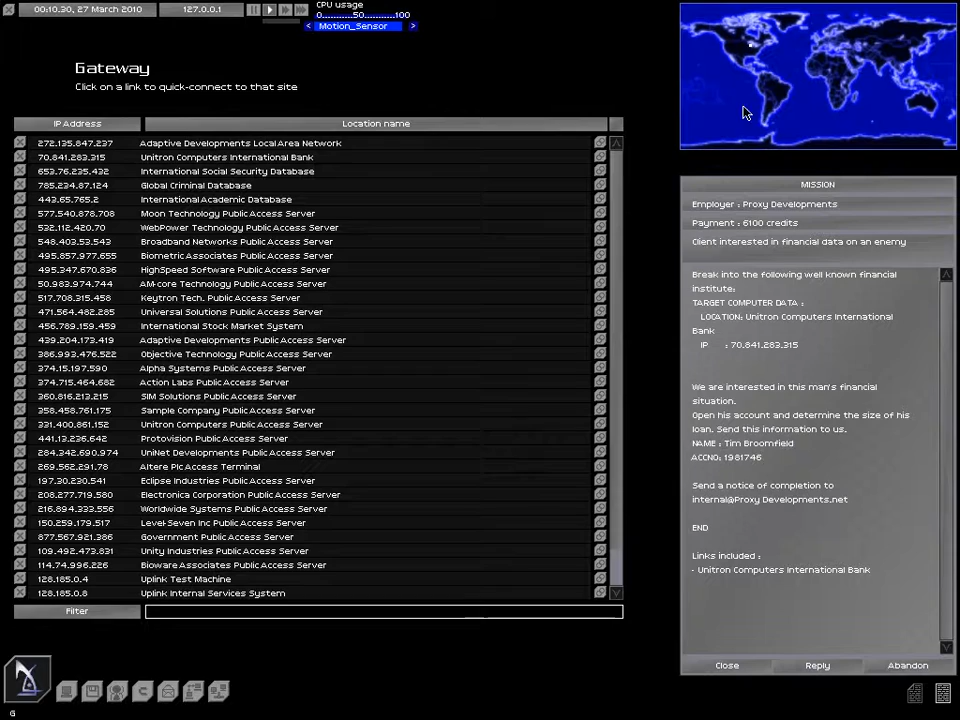 00:10.30, 27 March 2010
127.0.0.1
CPU usage
0..........50........100
< Motion_Sensor >
Gateway
Click on a link to quick-connect to that site
IP Address Location name
272.135.847.237 Adaptive Developments Local Area Network
70.841.283.315 Unitron Computers International Bank
653.76.235.432 International Social Security Database
785.234.87.124 Global Criminal Database
443.65.765.2 International Academic Database
577.540.878.708 Moon Technology Public Access Server
532.112.420.70 WebPower Technology Public Access Server
548.403.53.543 Broadband Networks Public Access Server
495.857.977.655 Biometric Associates Public Access Server
495.347.670.836 HighSpeed Software Public Access Server
50.983.974.744 AM-core Technology Public Access Server
517.708.315.458 Keytron Tech. Public Access Server
471.564.482.285 Universal Solutions Public Access Server
456.789.159.459 International Stock Market System
439.204.173.419 Adaptive Developments Public Access Server
386.993.476.522 Objective Technology Public Access Server
374.15.197.590 Alpha Systems Public Access Server
374.715.464.682 Action Labs Public Access Server
360.816.213.215 SIM Solutions Public Access Server
358.458.761.175 Sample Company Public Access Server
331.400.861.152 Unitron Computers Public Access Server
441.13.236.642 Protovision Public Access Server
284.342.690.974 UniNet Developments Public Access Server
269.562.291.78 Altere Plc Access Terminal
197.30.230.541 Eclipse Industries Public Access Server
208.277.719.580 Electronica Corporation Public Access Server
216.894.333.556 Worldwide Systems Public Access Server
150.259.179.517 Level-Seven Inc Public Access Server
877.567.921.386 Government Public Access Server
109.492.473.831 Unity Industries Public Access Server
114.74.996.226 Bioware Associates Public Access Server
128.185.0.4 Uplink Test Machine
128.185.0.8 Uplink Internal Services System
Filter
G
MISSION
Employer : Proxy Developments
Payment : 6100 credits
Client interested in financial data on an enemy
Break into the following well known financial
institute:
TARGET COMPUTER DATA :
LOCATION: Unitron Computers International
Bank
IP : 70.841.283.315
We are interested in this man's financial
situation.
Open his account and determine the size of his
loan. Send this information to us.
NAME : Tim Broomfield
ACCNO: 1981746
Send a notice of completion to
internal@Proxy Developments.net
END
Links included :
- Unitron Computers International Bank
Close Reply Abandon